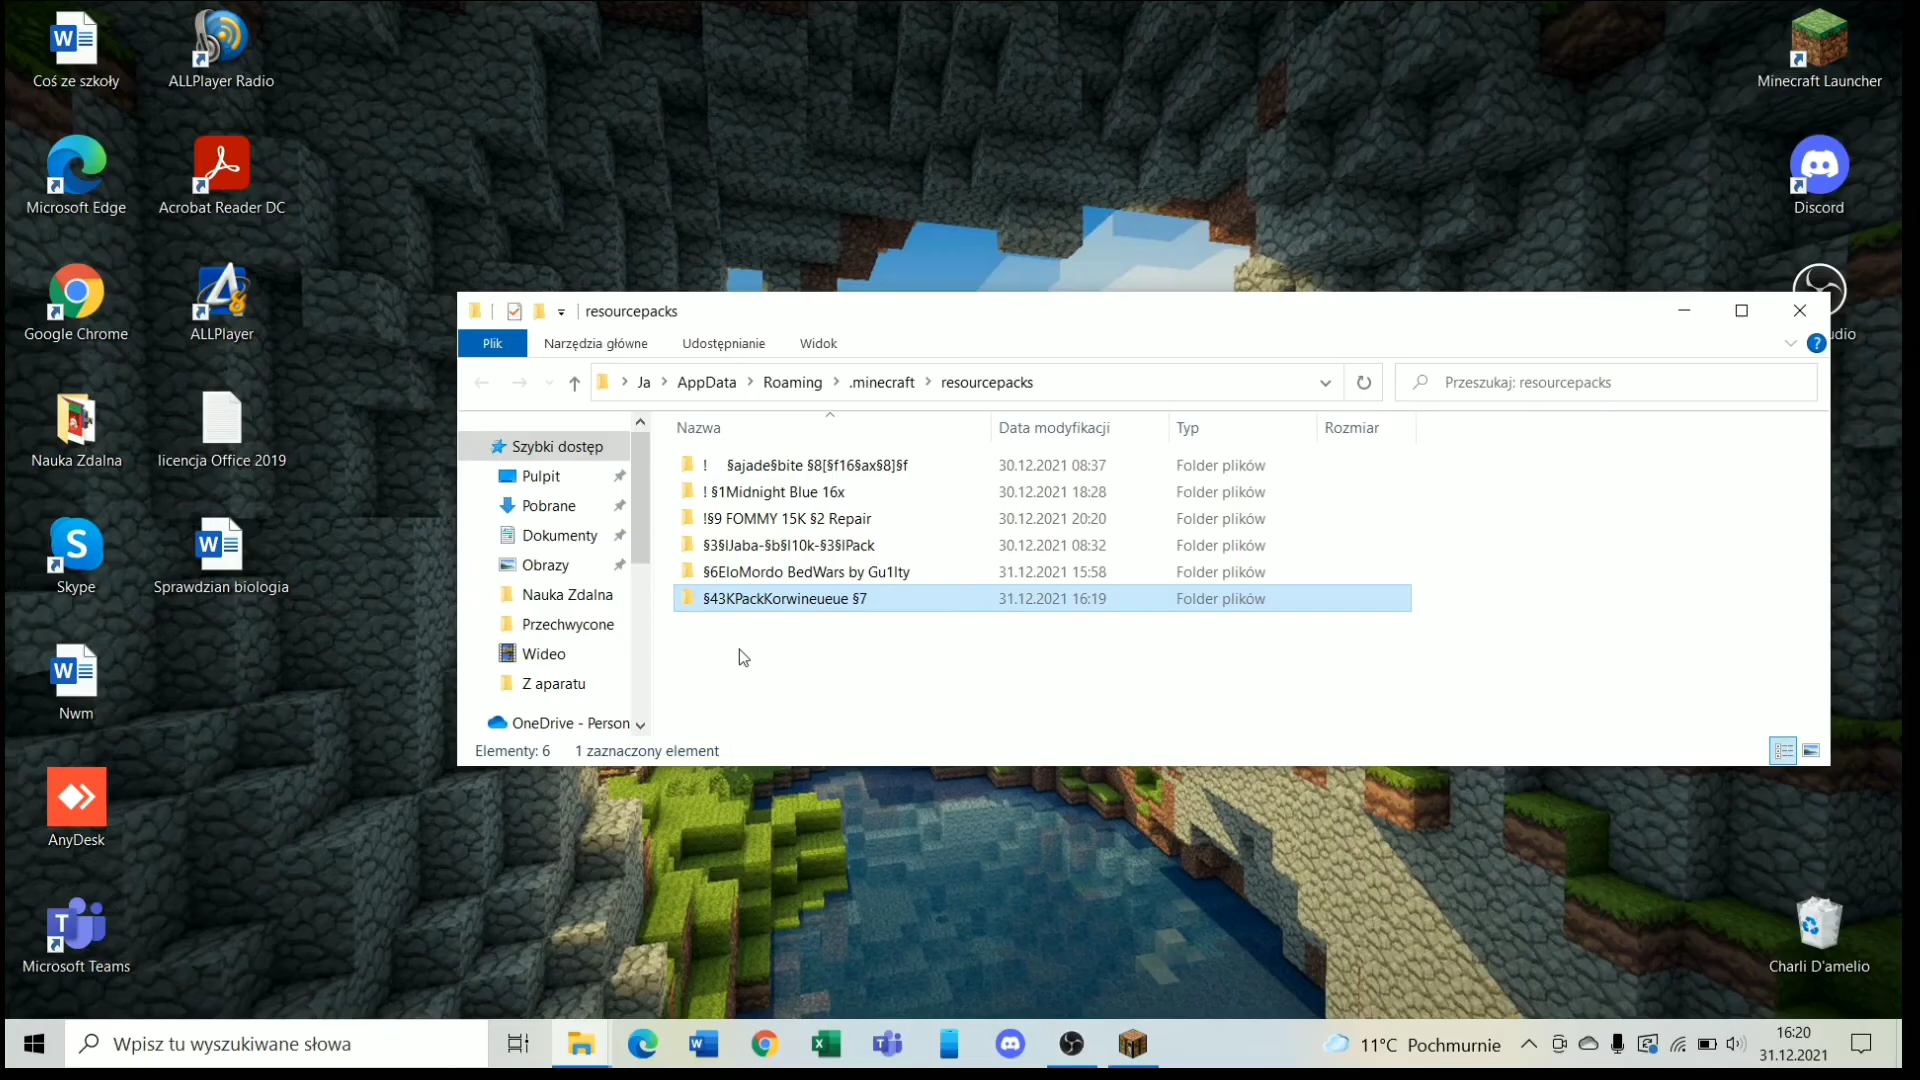 Coś ze szkoły
ALLPlayer Radio
Minecraft Launcher
Microsoft Edge
Acrobat Reader DC
Discord
Google Chrome
ALLPlayer
resourcepacks
Plik
Narzędzia główne
Udostępnianie
Widok
?
Ja
AppData
Roaming
.minecraft
resourcepacks
Przeszukaj: resourcepacks
Nazwa
Data modyfikacji
Typ
Rozmiar
! §ajade§bite §8[§f16§ax§8]§f 30.12.2021 08:37 Folder plików
! §1Midnight Blue 16x 30.12.2021 18:28 Folder plików
!§9 FOMMY 15K §2 Repair 30.12.2021 20:20 Folder plików
§3§lJaba-§b§l10k-§3§lPack 30.12.2021 08:32 Folder plików
§6EloMordo BedWars by Gu1lty 31.12.2021 15:58 Folder plików
§43KPackKorwineueue §7 31.12.2021 16:19 Folder plików
Szybki dostęp
Pulpit
Pobrane
Dokumenty
Obrazy
Nauka Zdalna
Przechwycone
Wideo
Z aparatu
OneDrive - Person
Elementy: 6
1 zaznaczony element
Nauka Zdalna
licencja Office 2019
Skype
Sprawdzian biologia
Nwm
AnyDesk
Microsoft Teams
Charli D'amelio
Wpisz tu wyszukiwane słowa
11°C Pochmurnie
16:20
31.12.2021